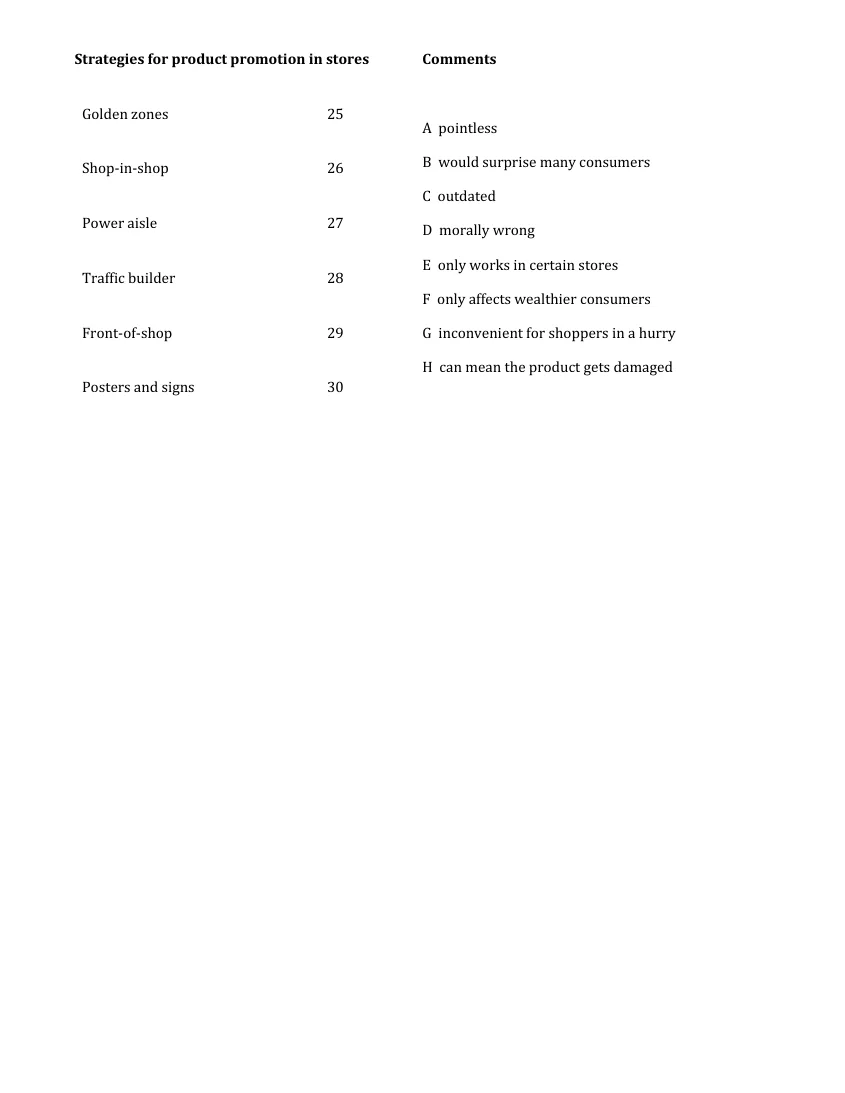 Strategies for product promotion in stores
Golden zones 25
Shop-in-shop 26
Power aisle 27
Traffic builder 28
Front-of-shop 29
Posters and signs 30
Comments
A pointless
B would surprise many consumers
C outdated
D morally wrong
E only works in certain stores
F only affects wealthier consumers
G inconvenient for shoppers in a hurry
H can mean the product gets damaged